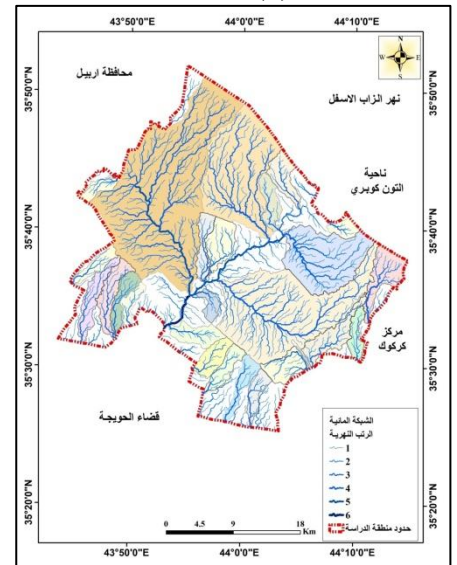 43°50'0"E 44°0'0"E 44°10'0"E
N
W E
S
محافظة اربيل
نهر الزاب الاسفل
35°50'0"N 35°50'0"N
ناحية
التون كوبري
35°40'0"N 35°40'0"N
مركز
كركوك
35°30'0"N 35°30'0"N
قضاء الحويجة
الشبكة المائية
الرتب النهرية
1
2
3
4
5
6
حدود منطقة الدراسة
35°20'0"N 35°20'0"N
0 4.5 9 18
Km
43°50'0"E 44°0'0"E 44°10'0"E